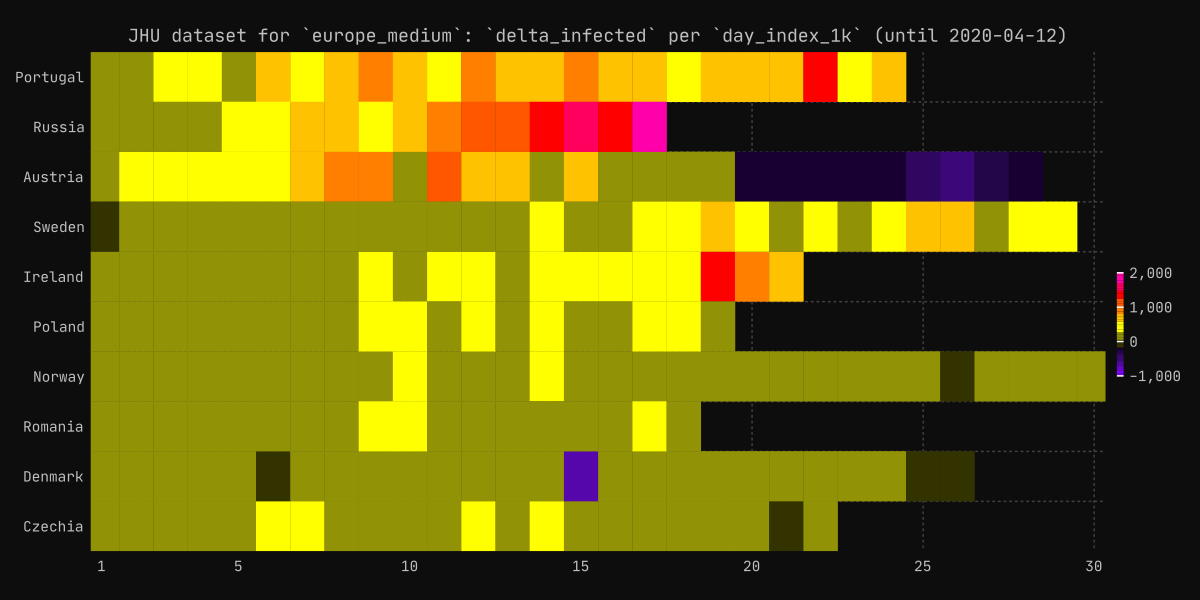 JHU dataset for `europe_medium`: `delta_infected` per `day_index_1k` (until 2020-04-12)
Portugal
Russia
Austria
Sweden
Ireland
Poland
Norway
Romania
Denmark
Czechia
2,000
1,000
0
-1,000
1 5 10 15 20 25 30